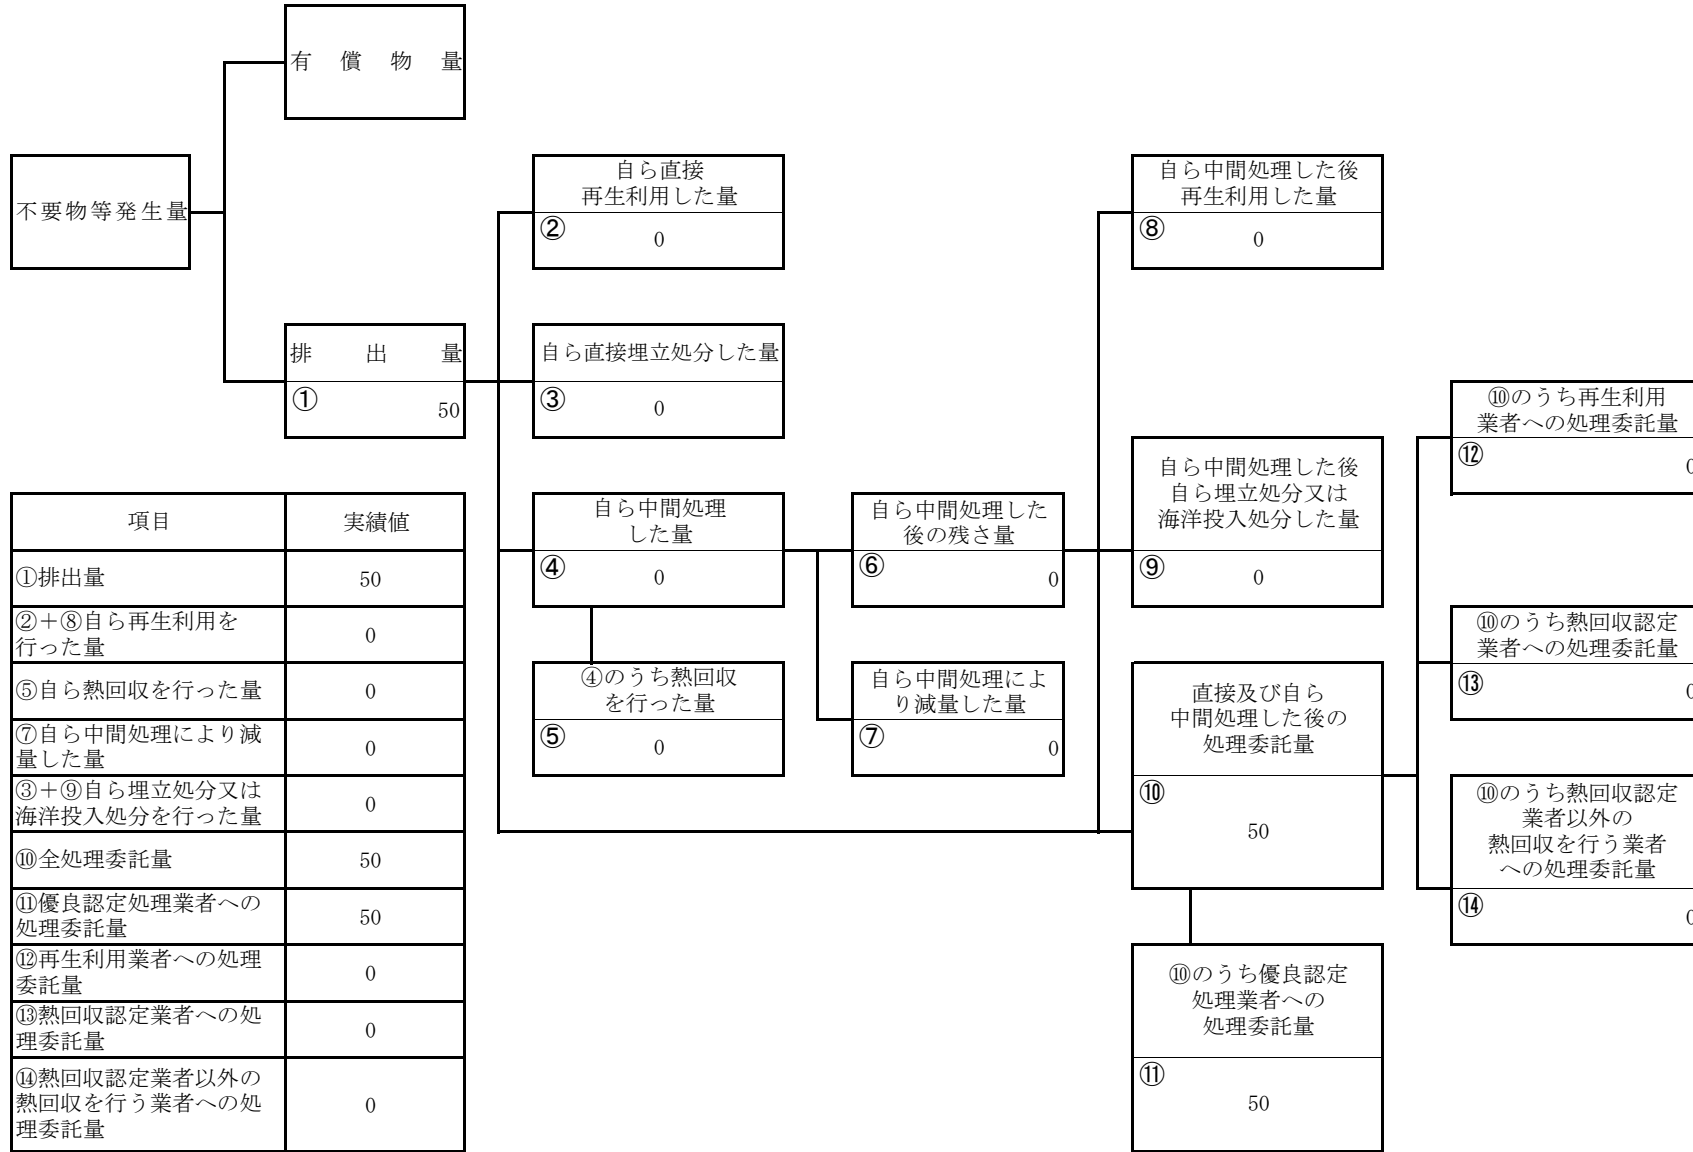 有償物量
不要物等発生量
自ら直接
再生利用した量
②
0
自ら中間処理した後
再生利用した量
⑧
0
排出量
①
50
自ら直接埋立処分した量
③
0
⑩のうち再生利用
業者への処理委託量
⑫
0
自ら中間処理した後
自ら埋立処分又は
海洋投入処分した量
⑨
0
自ら中間処理
した量
④
0
自ら中間処理した
後の残さ量
⑥
0
⑩のうち熱回収認定
業者への処理委託量
⑬
0
④のうち熱回収
を行った量
⑤
0
自ら中間処理によ
り減量した量
⑦
0
直接及び自ら
中間処理した後の
処理委託量
⑩
50
⑩のうち熱回収認定
業者以外の
熱回収を行う業者
への処理委託量
⑭
0
⑩のうち優良認定
処理業者への
処理委託量
⑪
50
項目 実績値
①排出量 50
②＋⑧自ら再生利用を
行った量 0
⑤自ら熱回収を行った量 0
⑦自ら中間処理により減
量した量 0
③＋⑨自ら埋立処分又は
海洋投入処分を行った量 0
⑩全処理委託量 50
⑪優良認定処理業者への
処理委託量 50
⑫再生利用業者への処理
委託量 0
⑬熱回収認定業者への処
理委託量 0
⑭熱回収認定業者以外の
熱回収を行う業者への処
理委託量 0